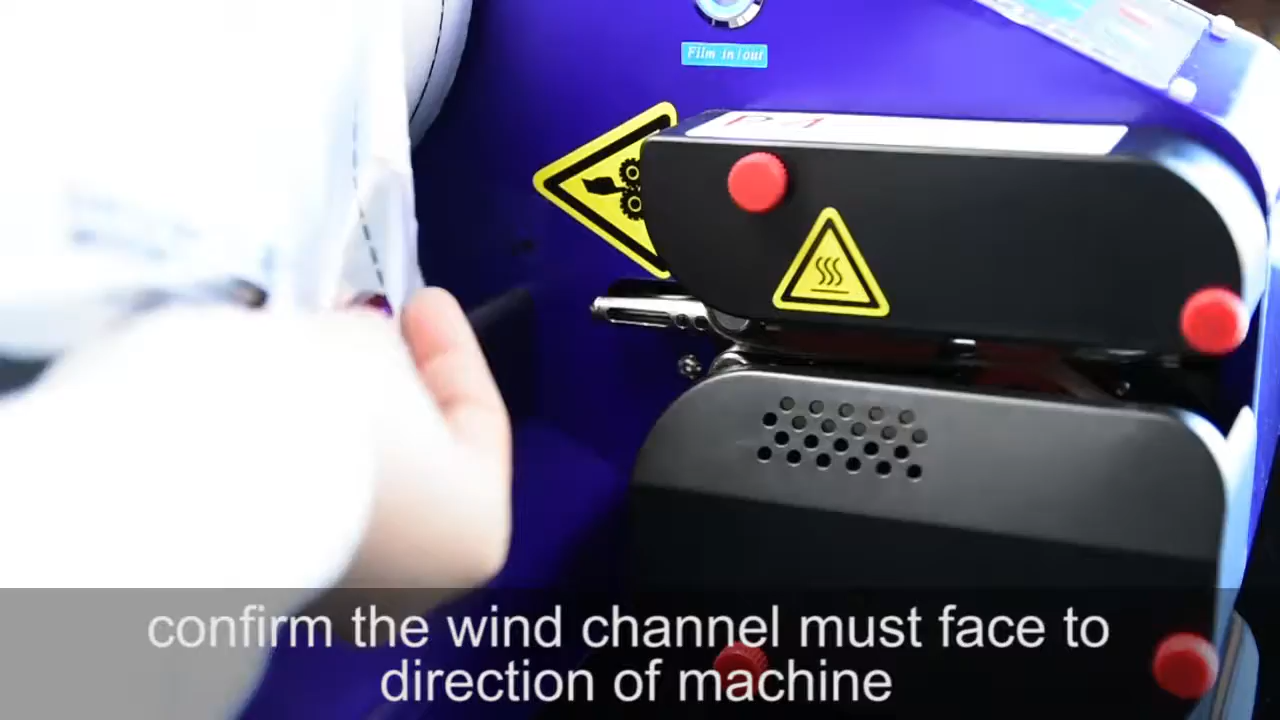 Film in/out
confirm the wind channel must face to
direction of machine